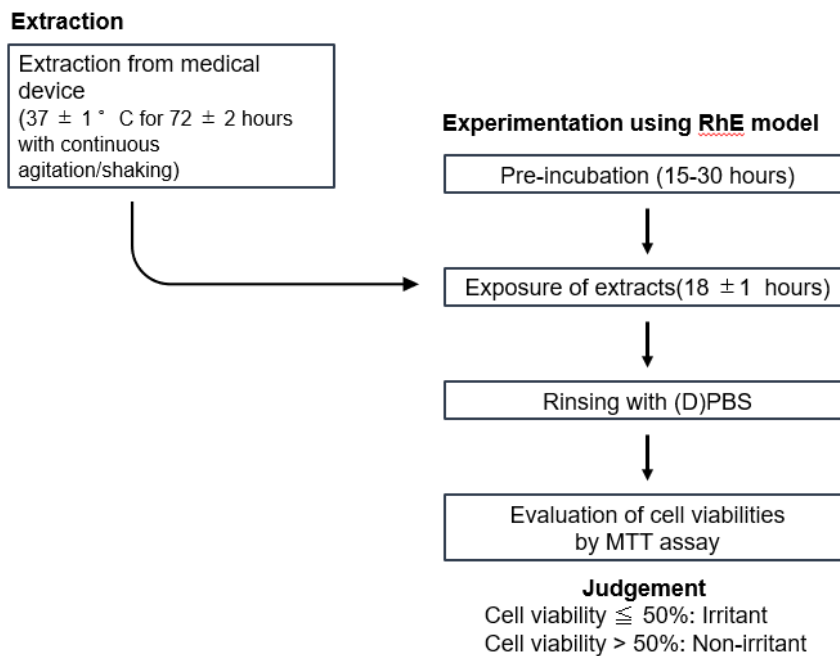 Extraction
Extraction from medical
device
(37 ± 1° C for 72 ± 2 hours
with continuous
agitation/shaking)
Experimentation using RhE model
Pre-incubation (15-30 hours)
Exposure of extracts(18 ±1 hours)
Rinsing with (D)PBS
Evaluation of cell viabilities
by MTT assay
Judgement
Cell viability ≦ 50%: Irritant
Cell viability > 50%: Non-irritant